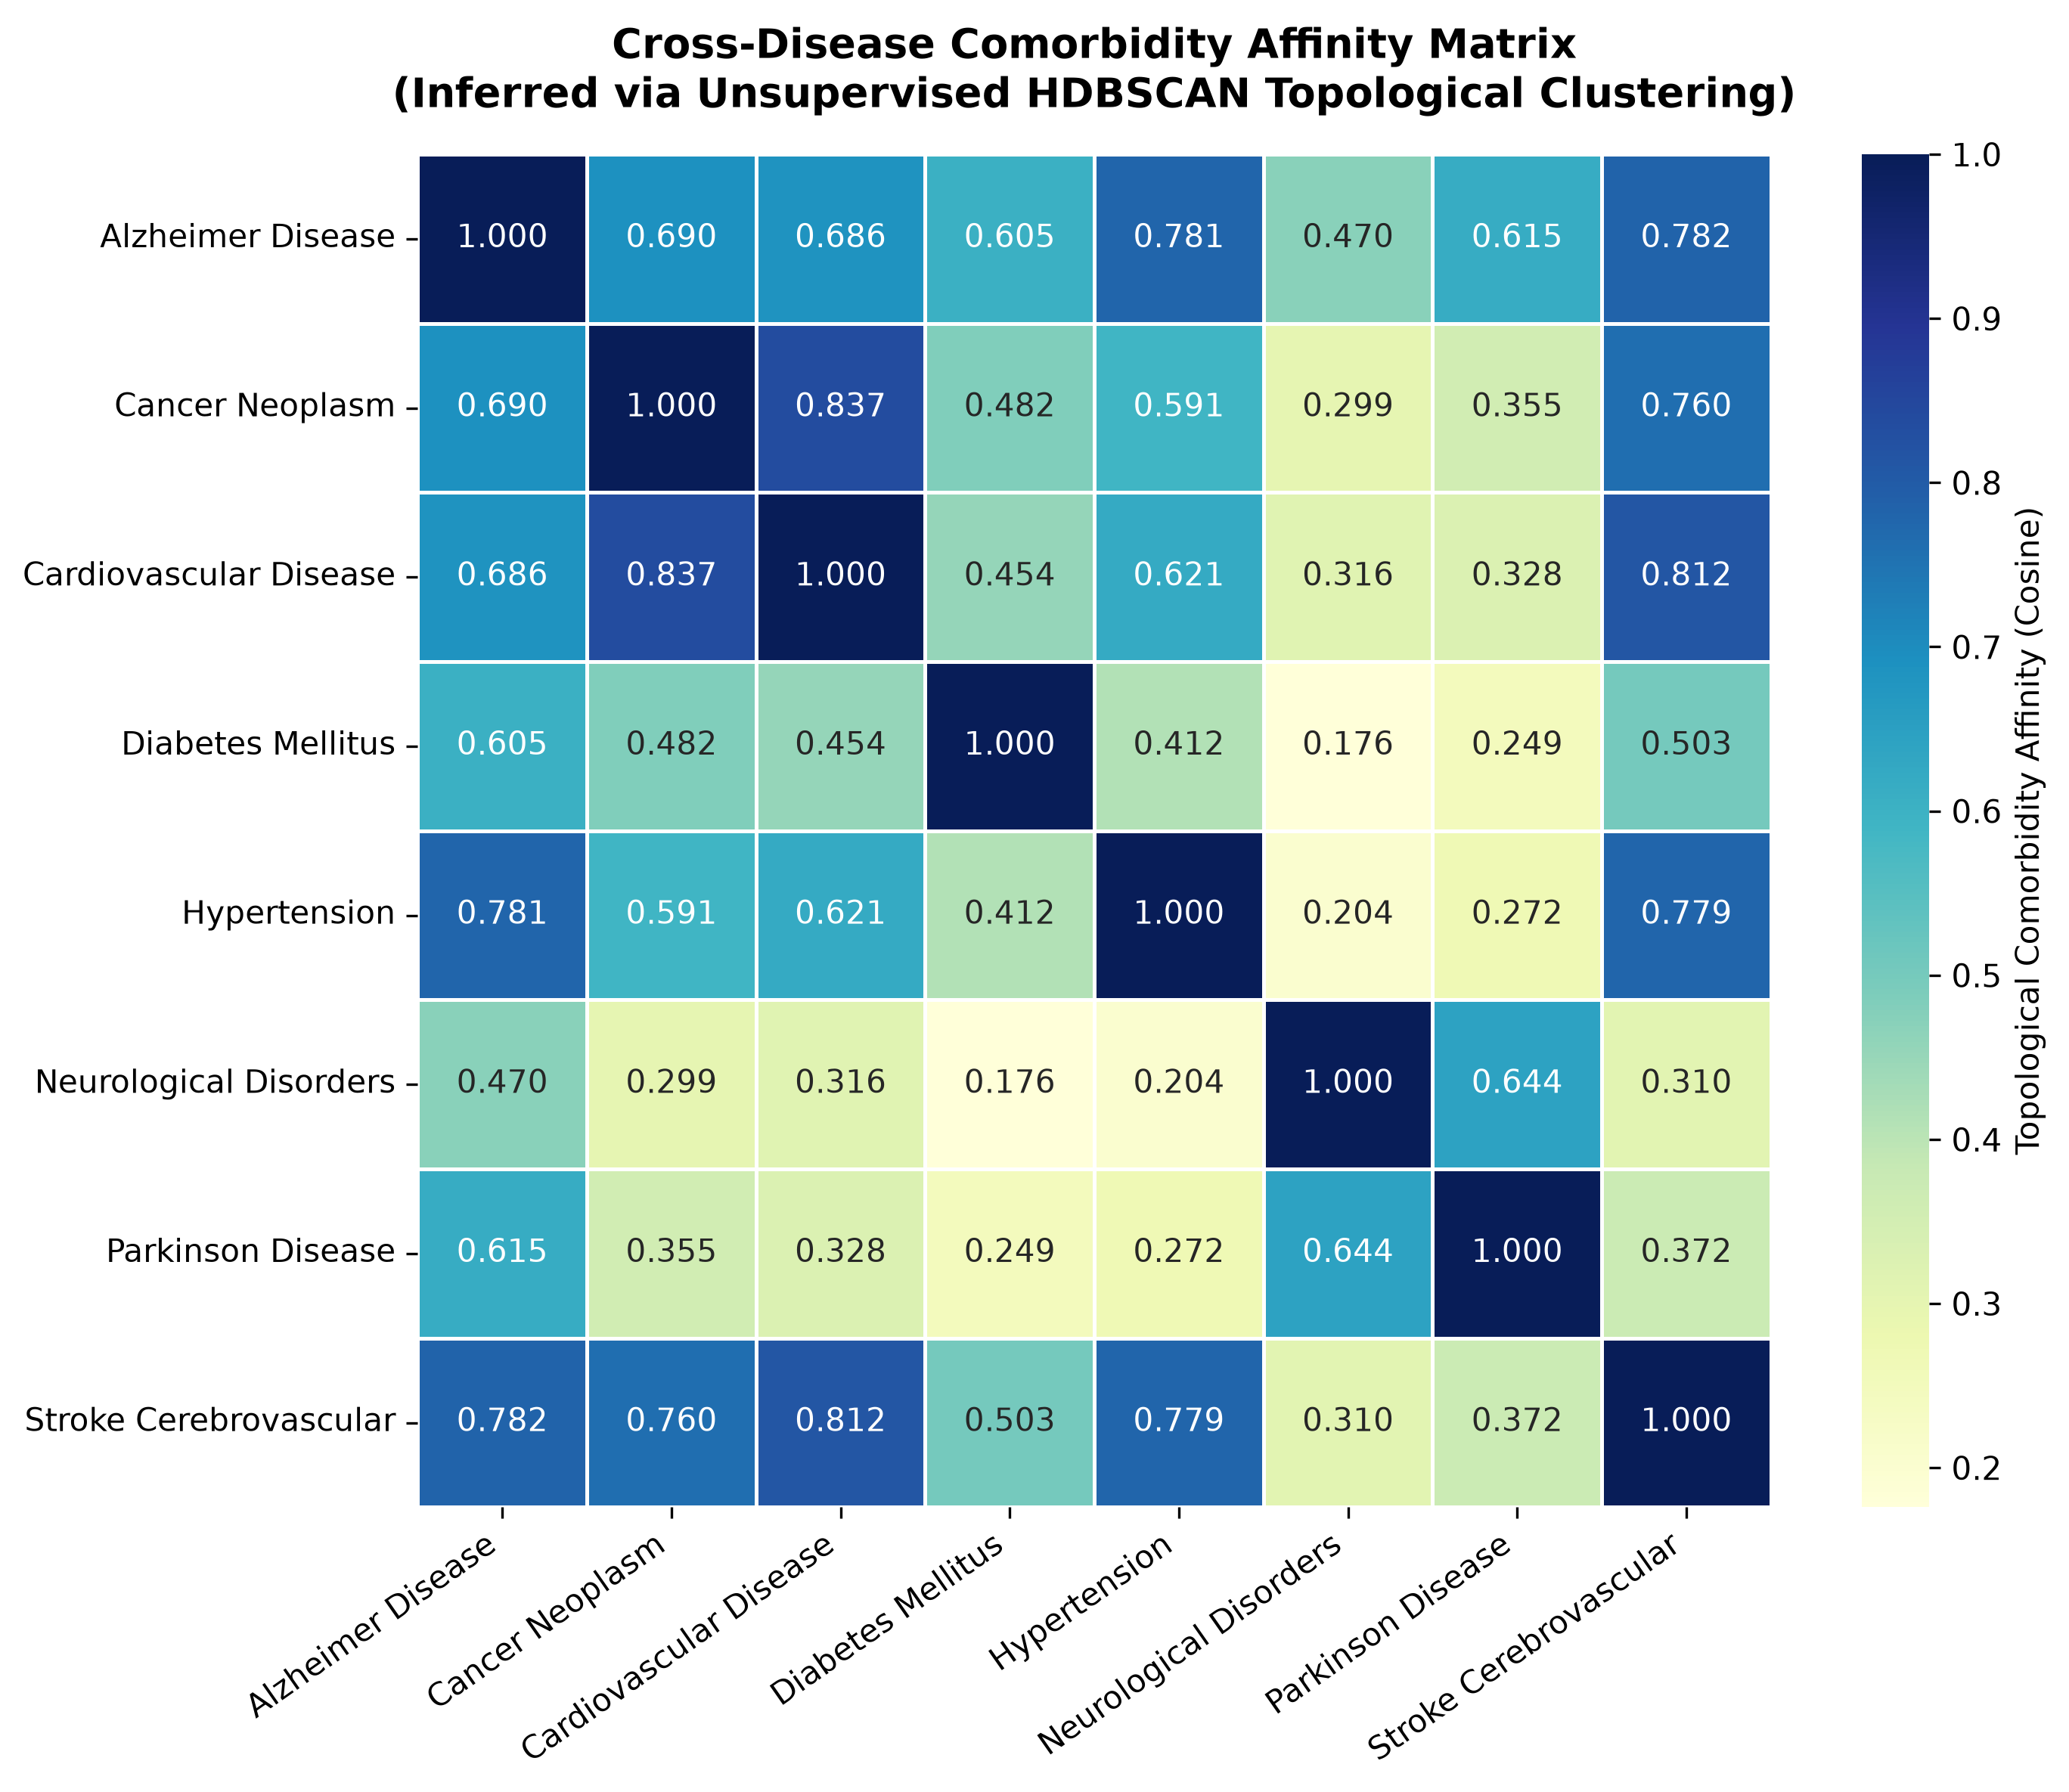 Cross-Disease Comorbidity Affinity Matrix
(Inferred via Unsupervised HDBSCAN Topological Clustering)
Alzheimer Disease 1.000 0.690 0.686 0.605 0.781 0.470 0.615 0.782
Cancer Neoplasm 0.690 1.000 0.837 0.482 0.591 0.299 0.355 0.760
Cardiovascular Disease 0.686 0.837 1.000 0.454 0.621 0.316 0.328 0.812
Diabetes Mellitus 0.605 0.482 0.454 1.000 0.412 0.176 0.249 0.503
Hypertension 0.781 0.591 0.621 0.412 1.000 0.204 0.272 0.779
Neurological Disorders 0.470 0.299 0.316 0.176 0.204 1.000 0.644 0.310
Parkinson Disease 0.615 0.355 0.328 0.249 0.272 0.644 1.000 0.372
Stroke Cerebrovascular 0.782 0.760 0.812 0.503 0.779 0.310 0.372 1.000
Alzheimer Disease
Cancer Neoplasm
Cardiovascular Disease
Diabetes Mellitus
Hypertension
Neurological Disorders
Parkinson Disease
Stroke Cerebrovascular
1.0
0.9
0.8
0.7
0.6
0.5
0.4
0.3
0.2
Topological Comorbidity Affinity (Cosine)